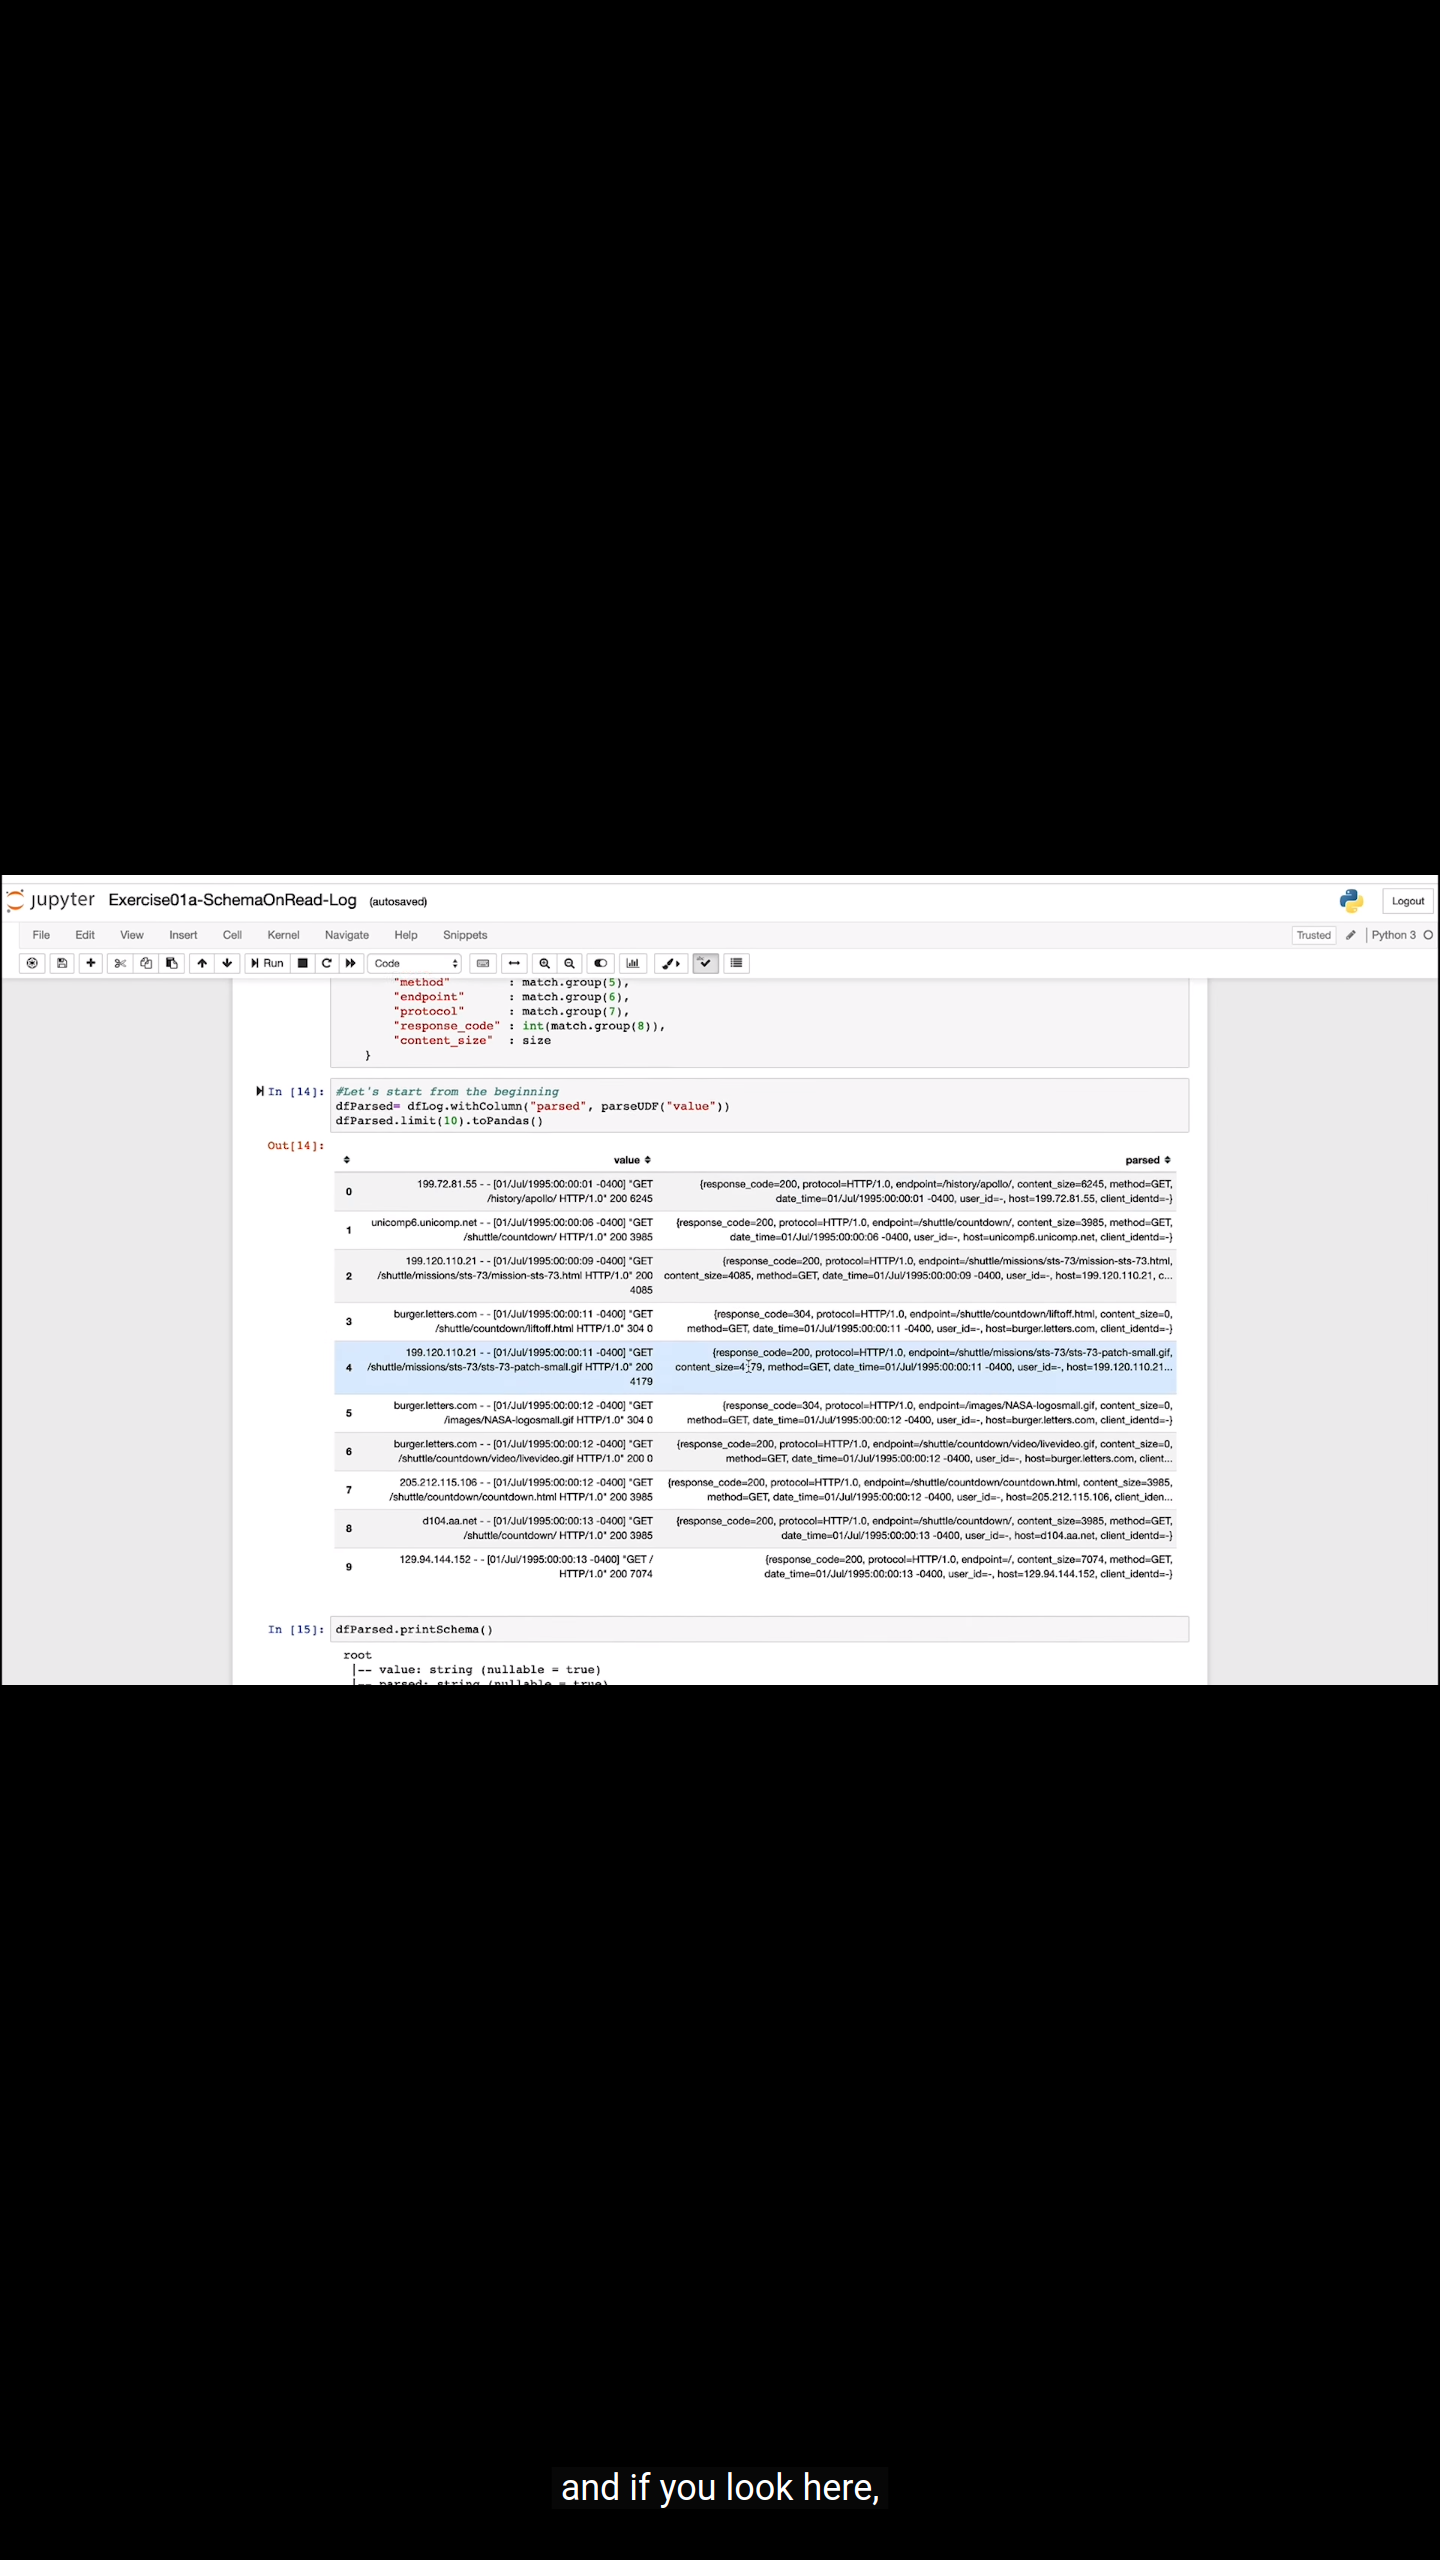 jupyter Exercise01a-SchemaOnRead-Log (autosaved) Logout
File Edit View Insert Cell Kernel Navigate Help Snippets Trusted Python 3
Run Code
"method" : match.group(5),
"endpoint" : match.group(6),
"protocol" : match.group(7),
"response_code" : int(match.group(8)),
"content_size" : size
}
In [14]: #Let's start from the beginning
dfParsed= dfLog.withColumn("parsed", parseUDF("value"))
dfParsed.limit(10).toPandas()
Out[14]:
value parsed
0
199.72.81.55 - - [01/Jul/1995:00:00:01 -0400] "GET
/history/apollo/ HTTP/1.0" 200 6245
{response_code=200, protocol=HTTP/1.0, endpoint=/history/apollo/, content_size=6245, method=GET,
date_time=01/Jul/1995:00:00:01 -0400, user_id=-, host=199.72.81.55, client_identd=-}
1
unicomp6.unicomp.net - - [01/Jul/1995:00:00:06 -0400] "GET
/shuttle/countdown/ HTTP/1.0" 200 3985
{response_code=200, protocol=HTTP/1.0, endpoint=/shuttle/countdown/, content_size=3985, method=GET,
date_time=01/Jul/1995:00:00:06 -0400, user_id=-, host=unicomp6.unicomp.net, client_identd=-}
2
199.120.110.21 - - [01/Jul/1995:00:00:09 -0400] "GET
/shuttle/missions/sts-73/mission-sts-73.html HTTP/1.0" 200
4085
{response_code=200, protocol=HTTP/1.0, endpoint=/shuttle/missions/sts-73/mission-sts-73.html,
content_size=4085, method=GET, date_time=01/Jul/1995:00:00:09 -0400, user_id=-, host=199.120.110.21, c...
3
burger.letters.com - - [01/Jul/1995:00:00:11 -0400] "GET
/shuttle/countdown/liftoff.html HTTP/1.0" 304 0
{response_code=304, protocol=HTTP/1.0, endpoint=/shuttle/countdown/liftoff.html, content_size=0,
method=GET, date_time=01/Jul/1995:00:00:11 -0400, user_id=-, host=burger.letters.com, client_identd=-}
4
199.120.110.21 - - [01/Jul/1995:00:00:11 -0400] "GET
/shuttle/missions/sts-73/sts-73-patch-small.gif HTTP/1.0" 200
4179
{response_code=200, protocol=HTTP/1.0, endpoint=/shuttle/missions/sts-73/sts-73-patch-small.gif,
content_size=4179, method=GET, date_time=01/Jul/1995:00:00:11 -0400, user_id=-, host=199.120.110.21...
5
burger.letters.com - - [01/Jul/1995:00:00:12 -0400] "GET
/images/NASA-logosmall.gif HTTP/1.0" 304 0
{response_code=304, protocol=HTTP/1.0, endpoint=/images/NASA-logosmall.gif, content_size=0,
method=GET, date_time=01/Jul/1995:00:00:12 -0400, user_id=-, host=burger.letters.com, client_identd=-}
6
burger.letters.com - - [01/Jul/1995:00:00:12 -0400] "GET
/shuttle/countdown/video/livevideo.gif HTTP/1.0" 200 0
{response_code=200, protocol=HTTP/1.0, endpoint=/shuttle/countdown/video/livevideo.gif, content_size=0,
method=GET, date_time=01/Jul/1995:00:00:12 -0400, user_id=-, host=burger.letters.com, client...
7
205.212.115.106 - - [01/Jul/1995:00:00:12 -0400] "GET
/shuttle/countdown/countdown.html HTTP/1.0" 200 3985
{response_code=200, protocol=HTTP/1.0, endpoint=/shuttle/countdown/countdown.html, content_size=3985,
method=GET, date_time=01/Jul/1995:00:00:12 -0400, user_id=-, host=205.212.115.106, client_iden...
8
d104.aa.net - - [01/Jul/1995:00:00:13 -0400] "GET
/shuttle/countdown/ HTTP/1.0" 200 3985
{response_code=200, protocol=HTTP/1.0, endpoint=/shuttle/countdown/, content_size=3985, method=GET,
date_time=01/Jul/1995:00:00:13 -0400, user_id=-, host=d104.aa.net, client_identd=-}
9
129.94.144.152 - - [01/Jul/1995:00:00:13 -0400] "GET /
HTTP/1.0" 200 7074
{response_code=200, protocol=HTTP/1.0, endpoint=/, content_size=7074, method=GET,
date_time=01/Jul/1995:00:00:13 -0400, user_id=-, host=129.94.144.152, client_identd=-}
In [15]: dfParsed.printSchema()
root
|-- value: string (nullable = true)
|-- parsed: string (nullable = true)
and if you look here,